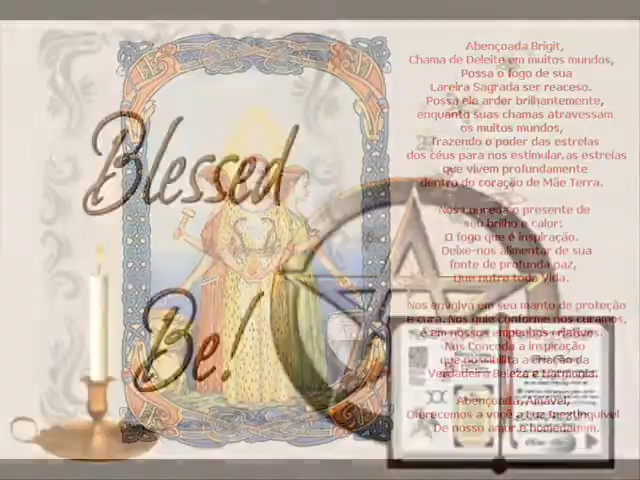 Blessed
Be!
Abençoada Brigit,
Chama de Deleite em muitos mundos,
Possa o fogo de sua
Lareira Sagrada ser reaceso.
Possa ele arder brilhantemente,
enquanto suas chamas atravessam
os muitos mundos,
Trazendo o poder das estrelas
dos céus para nos estimular,as estrelas
que vivem profundamente
dentro do coração de Mãe Terra.
Nos conceda o presente de
seu brilho e calor:
O fogo que é inspiração.
Deixe-nos alimentar de sua
fonte de profunda paz,
Que nutre toda vida.
Nos envolva em seu manto de proteção
e cura. Nos guie conforme nos curamos,
é em nossos empenhos criativos.
Nos Conceda a inspiração
que possibilita a criação da
Verdadeira Beleza e Harmonia.
Abençoada, Amável,
Oferecemos a você a Luz Inextinguível
De nosso amor e homenagem.